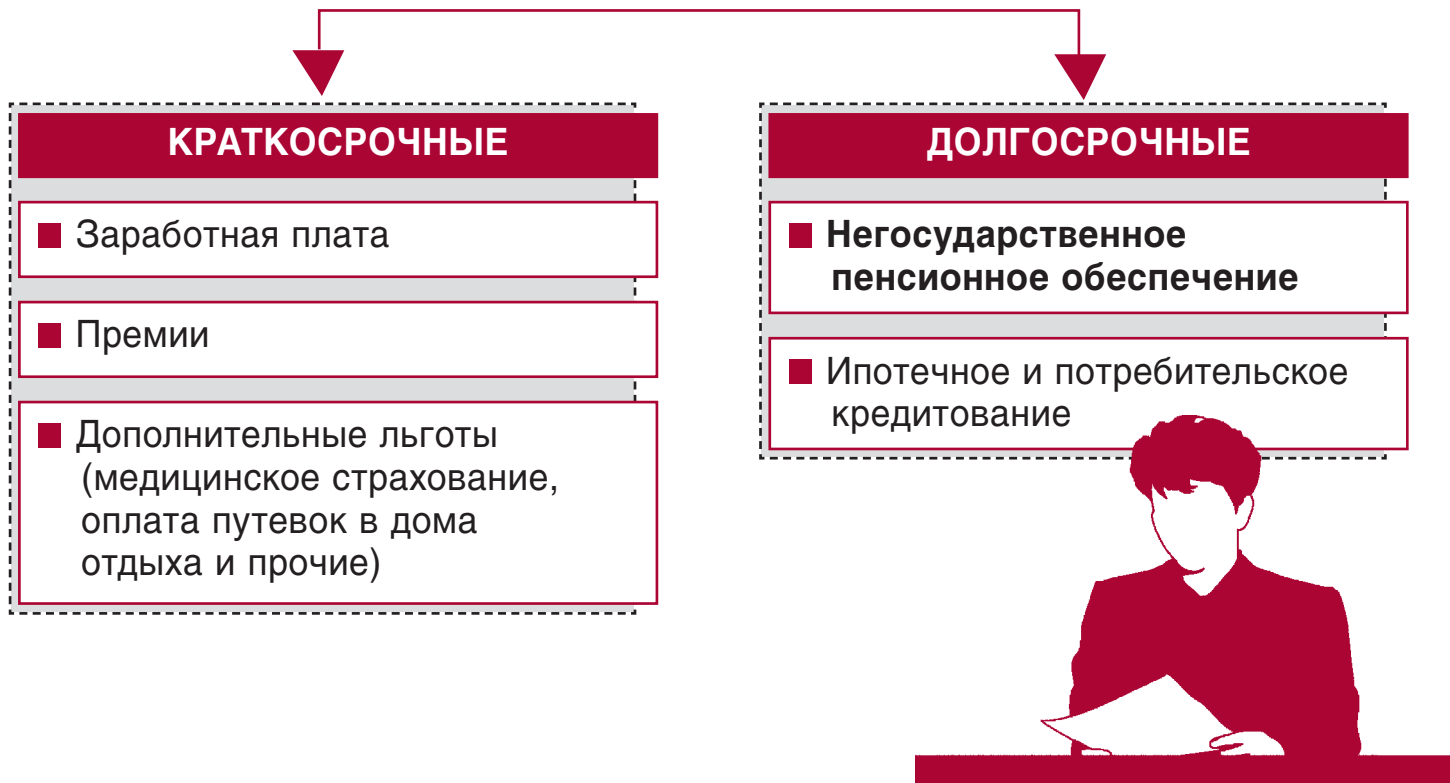 КРАТКОСРОЧНЫЕ
Заработная плата
Премии
Дополнительные льготы
(медицинское страхование,
оплата путевок в дома
отдыха и прочие)
ДОЛГОСРОЧНЫЕ
Негосударственное
пенсионное обеспечение
Ипотечное и потребительское
кредитование